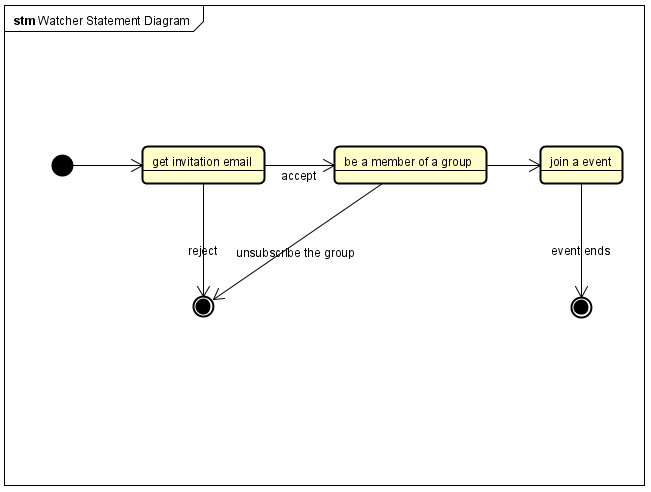 stm Watcher Statement Diagram
get invitation email
accept
be a member of a group
join a event
reject
unsubscribe the group
event ends